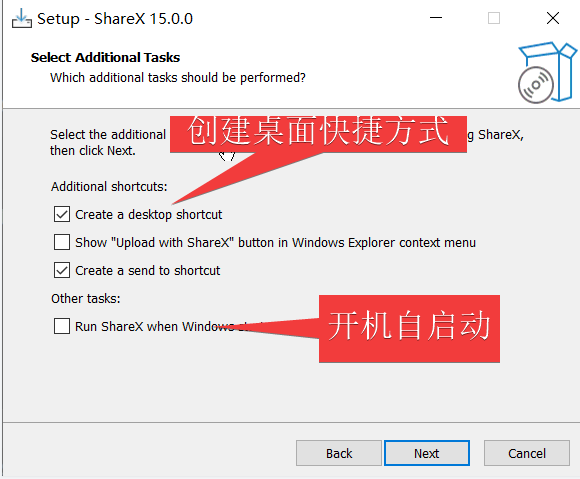 Setup - ShareX 15.0.0
Select Additional Tasks
Which additional tasks should be performed?
Select the additional
创建桌面快捷方式
ShareX,
then click Next.
Additional shortcuts:
Create a desktop shortcut
Show "Upload with ShareX" button in Windows Explorer context menu
Create a send to shortcut
Other tasks:
Run ShareX when Windows
开机自启动
Back
Next
Cancel